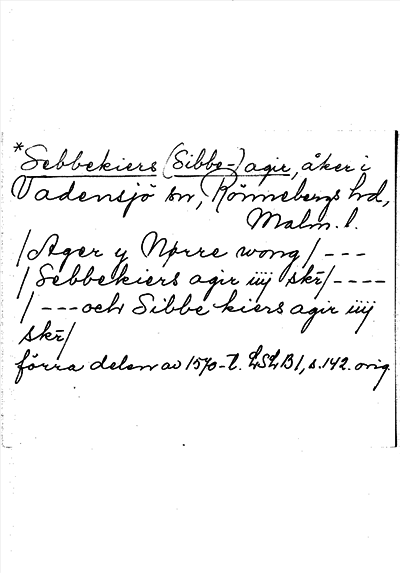 *Sebbekiers (Sibbe-) agir, åker i
Vadensjö sn, Rönnebergs hd,
Malm. l.
/Ager y Nørre wong/ ---
/Sebbekiers agir iiij skr̄/ ----
/ --- och Sibbe kiers agir iiij
skr̄/
förra delen av 1570-t. LSLB1, s. 142. orig.